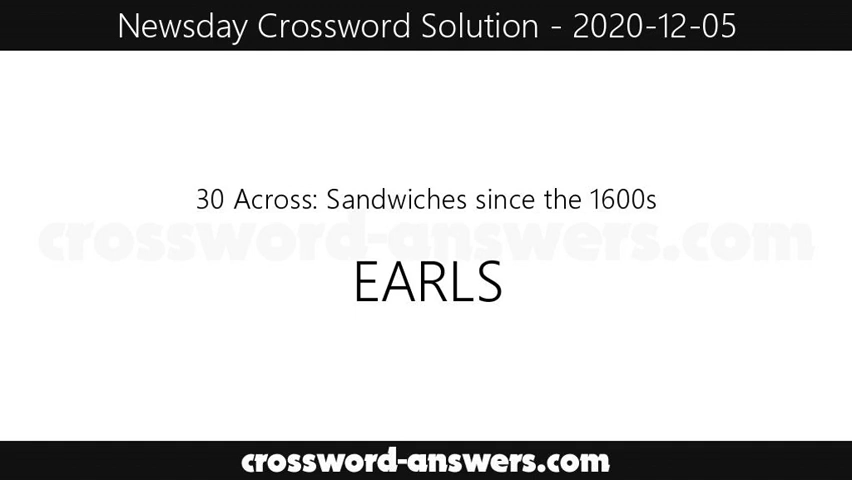 Newsday Crossword Solution - 2020-12-05
30 Across: Sandwiches since the 1600s
crossword-answers.com
EARLS
crossword-answers.com